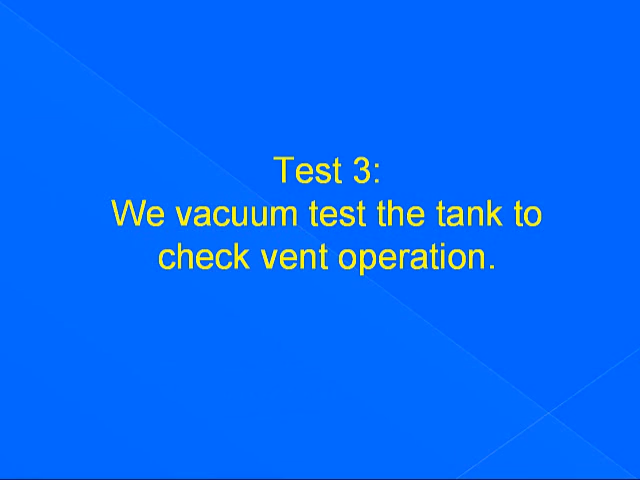 Test 3:
We vacuum test the tank to
check vent operation.